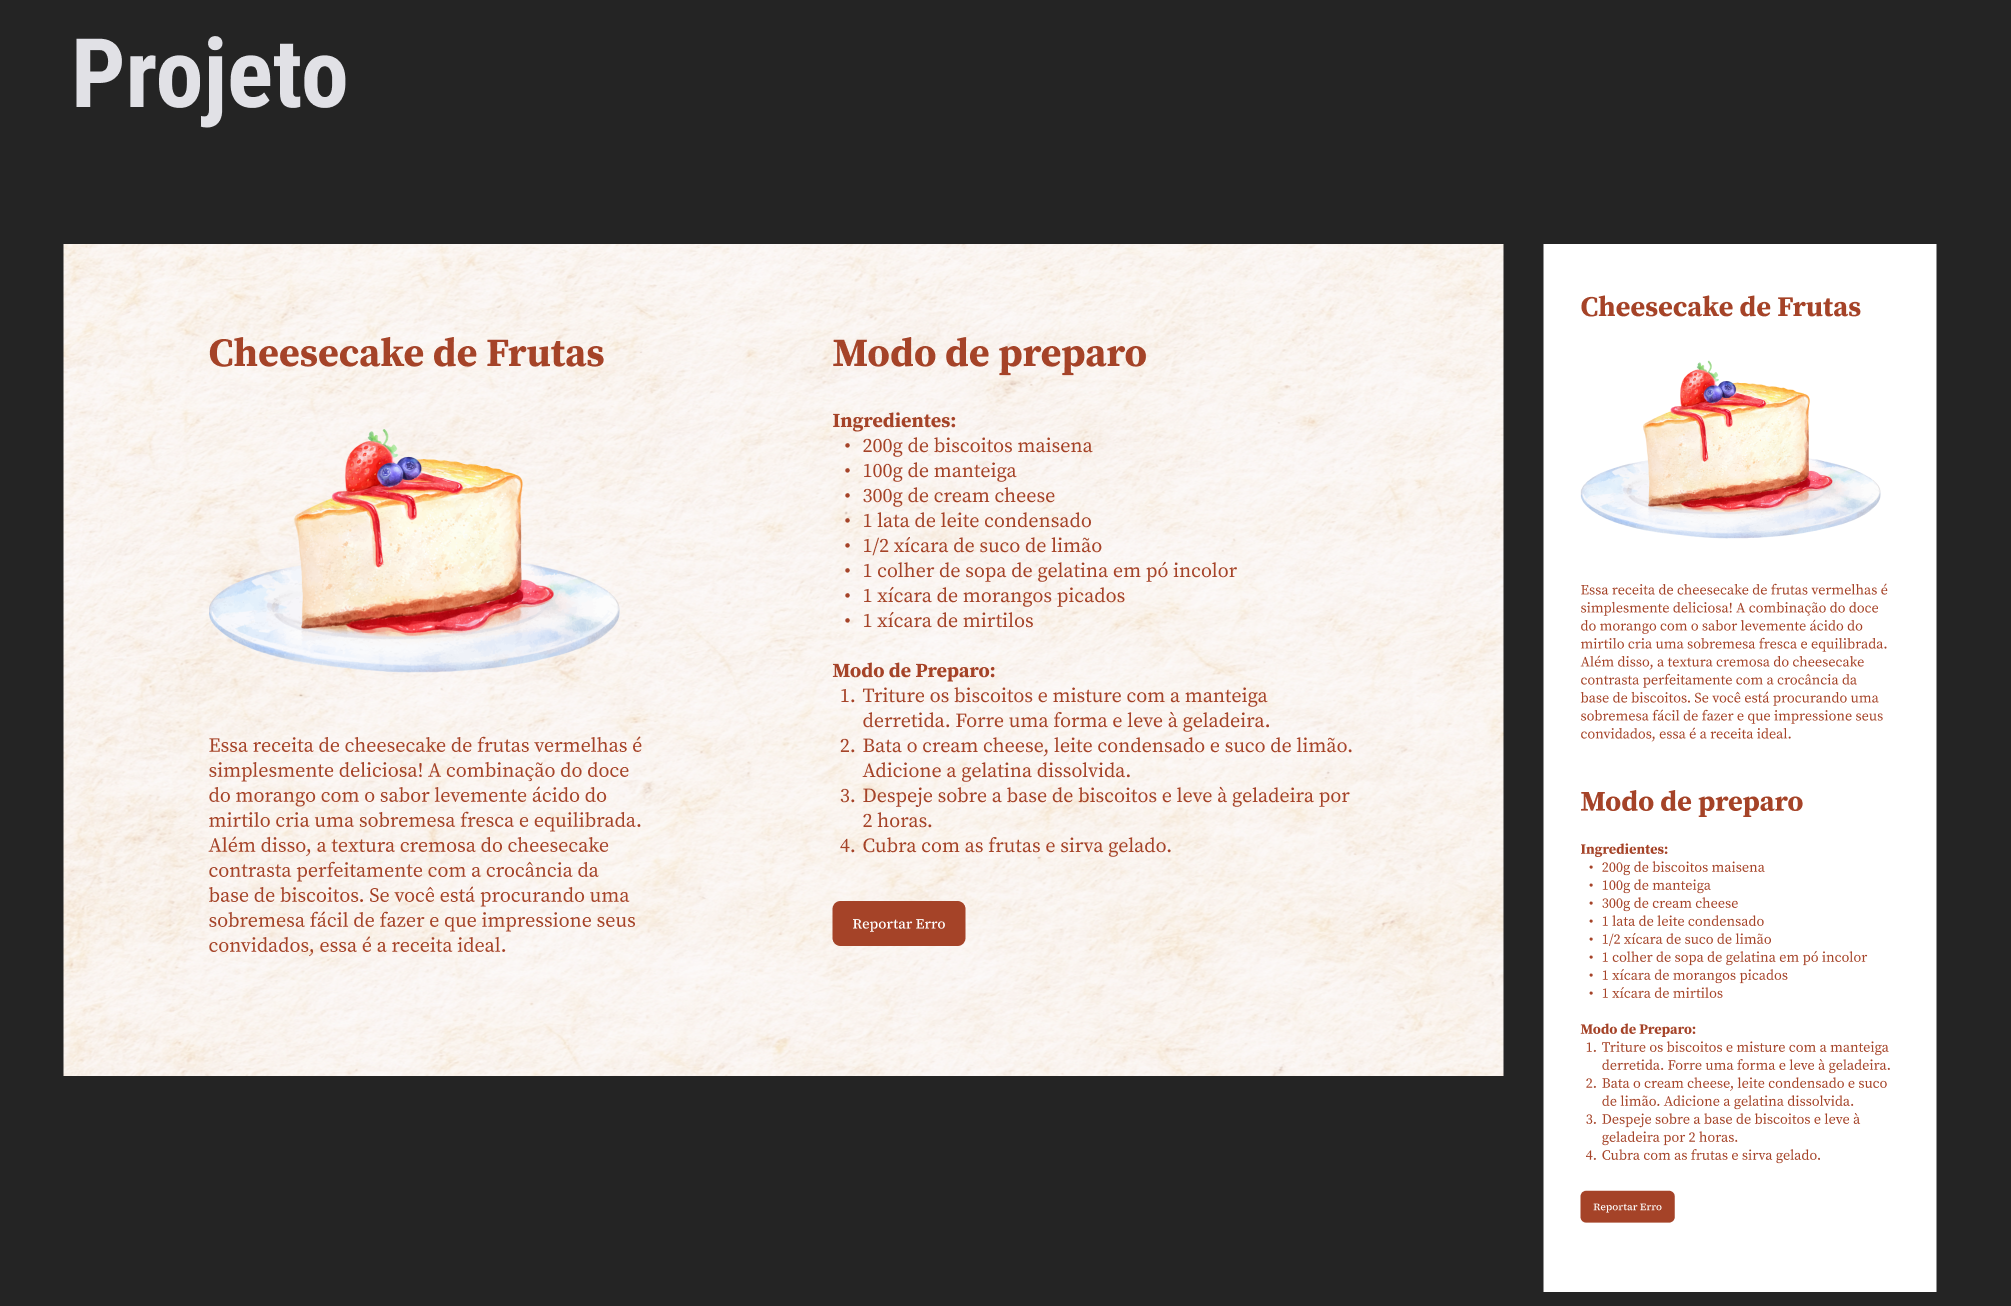 Projeto
Cheesecake de Frutas
Essa receita de cheesecake de frutas vermelhas é
simplesmente deliciosa! A combinação do doce
do morango com o sabor levemente ácido do
mirtilo cria uma sobremesa fresca e equilibrada.
Além disso, a textura cremosa do cheesecake
contrasta perfeitamente com a crocância da
base de biscoitos. Se você está procurando uma
sobremesa fácil de fazer e que impressione seus
convidados, essa é a receita ideal.
Modo de preparo
Ingredientes:
• 200g de biscoitos maisena
• 100g de manteiga
• 300g de cream cheese
• 1 lata de leite condensado
• 1/2 xícara de suco de limão
• 1 colher de sopa de gelatina em pó incolor
• 1 xícara de morangos picados
• 1 xícara de mirtilos
Modo de Preparo:
1. Triture os biscoitos e misture com a manteiga
derretida. Forre uma forma e leve à geladeira.
2. Bata o cream cheese, leite condensado e suco de limão.
Adicione a gelatina dissolvida.
3. Despeje sobre a base de biscoitos e leve à geladeira por
2 horas.
4. Cubra com as frutas e sirva gelado.
Reportar Erro
Cheesecake de Frutas
Essa receita de cheesecake de frutas vermelhas é
simplesmente deliciosa! A combinação do doce
do morango com o sabor levemente ácido do
mirtilo cria uma sobremesa fresca e equilibrada.
Além disso, a textura cremosa do cheesecake
contrasta perfeitamente com a crocância da
base de biscoitos. Se você está procurando uma
sobremesa fácil de fazer e que impressione seus
convidados, essa é a receita ideal.
Modo de preparo
Ingredientes:
• 200g de biscoitos maisena
• 100g de manteiga
• 300g de cream cheese
• 1 lata de leite condensado
• 1/2 xícara de suco de limão
• 1 colher de sopa de gelatina em pó incolor
• 1 xícara de morangos picados
• 1 xícara de mirtilos
Modo de Preparo:
1. Triture os biscoitos e misture com a manteiga
derretida. Forre uma forma e leve à geladeira.
2. Bata o cream cheese, leite condensado e suco
de limão. Adicione a gelatina dissolvida.
3. Despeje sobre a base de biscoitos e leve à
geladeira por 2 horas.
4. Cubra com as frutas e sirva gelado.
Reportar Erro